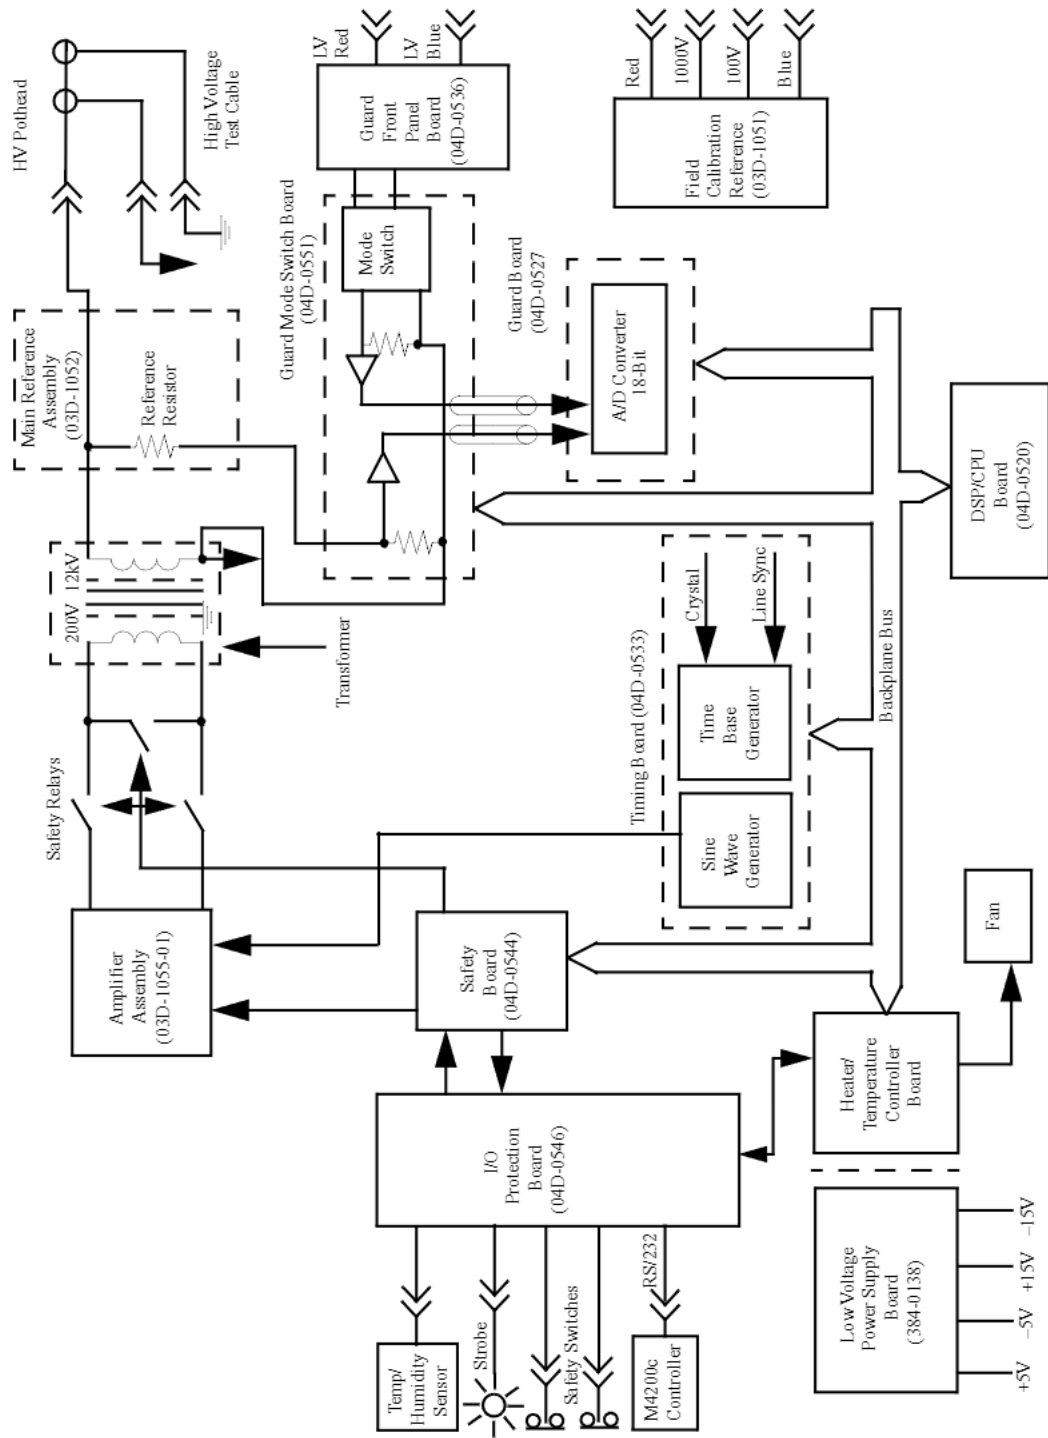 Temp/
Humidity
Sensor
Strobe
Safety Switches
M4200c
Controller
RS/232
I/O
Protection
Board
(04D-0546)
Low Voltage
Power Supply
Board
(384-0138)
+5V
–5V
+15V
–15V
Heater/
Temperature
Controller
Board
Fan
Amplifier
Assembly
(03D-1055-01)
Safety
Board
(04D-0544)
Safety Relays
Timing Board (04D-0533)
Sine
Wave
Generator
Time
Base
Generator
Crystal
Line Sync
Backplane Bus
200V
12kV
Transformer
Main Reference
Assembly
(03D-1052)
Reference
Resistor
Guard Mode Switch Board
(04D-0551)
Mode
Switch
Guard Board
(04D-0527
A/D Converter
18-Bit
DSP/CPU
Board
(04D-0520)
HV Pothead
High Voltage
Test Cable
Guard
Front
Panel
Board
(04D-0536)
LV
Red
LV
Blue
Field
Calibration
Reference
(03D-1051)
Red
1000V
100V
Blue